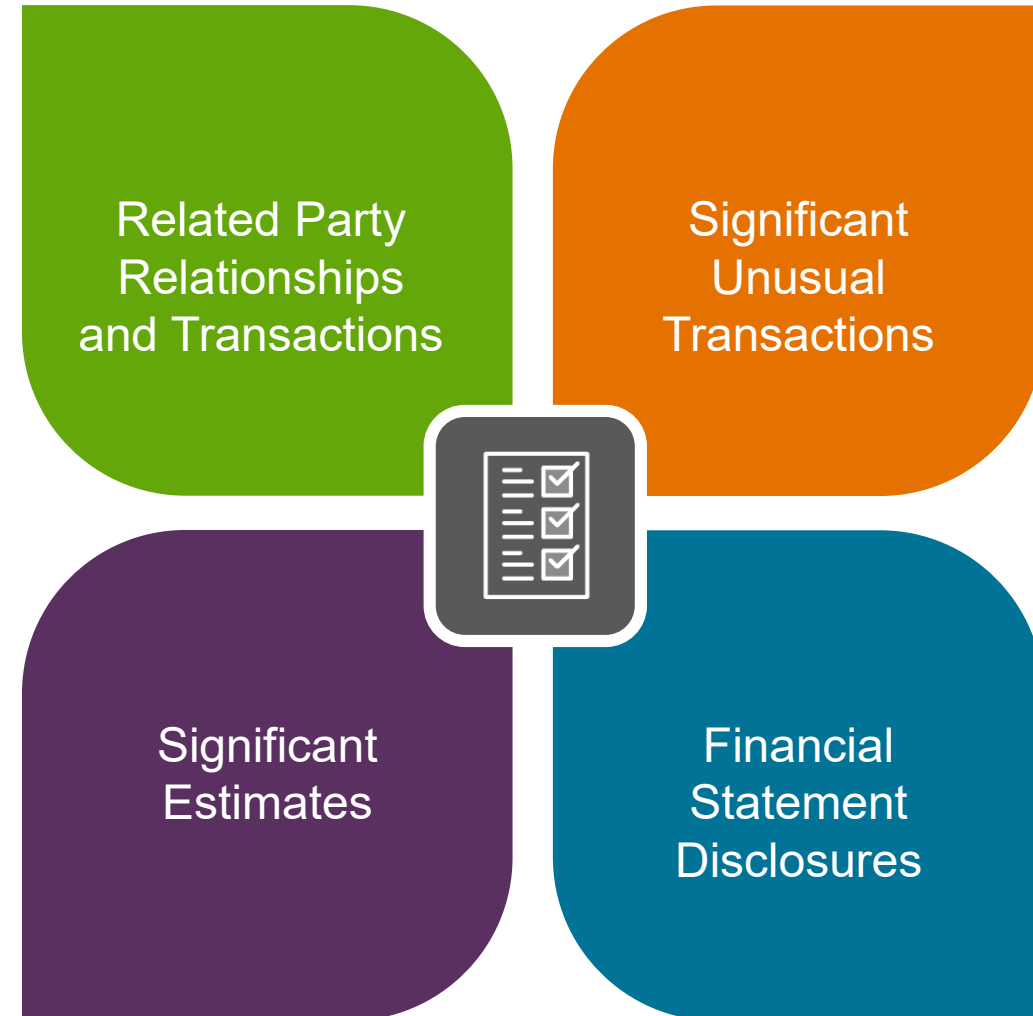 Related Party
Relationships
and Transactions
Significant
Unusual
Transactions
Significant
Estimates
Financial
Statement
Disclosures